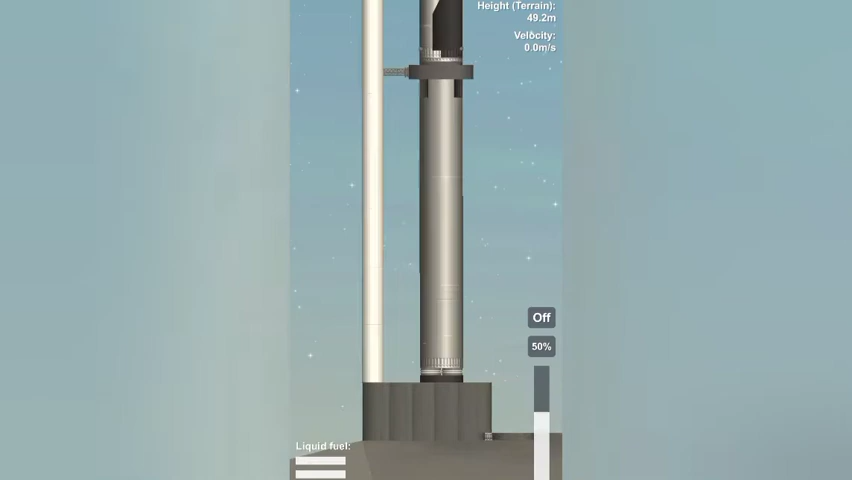 Height (Terrain):
49.2m
Velocity:
0.0m/s
Off
50%
Liquid fuel: